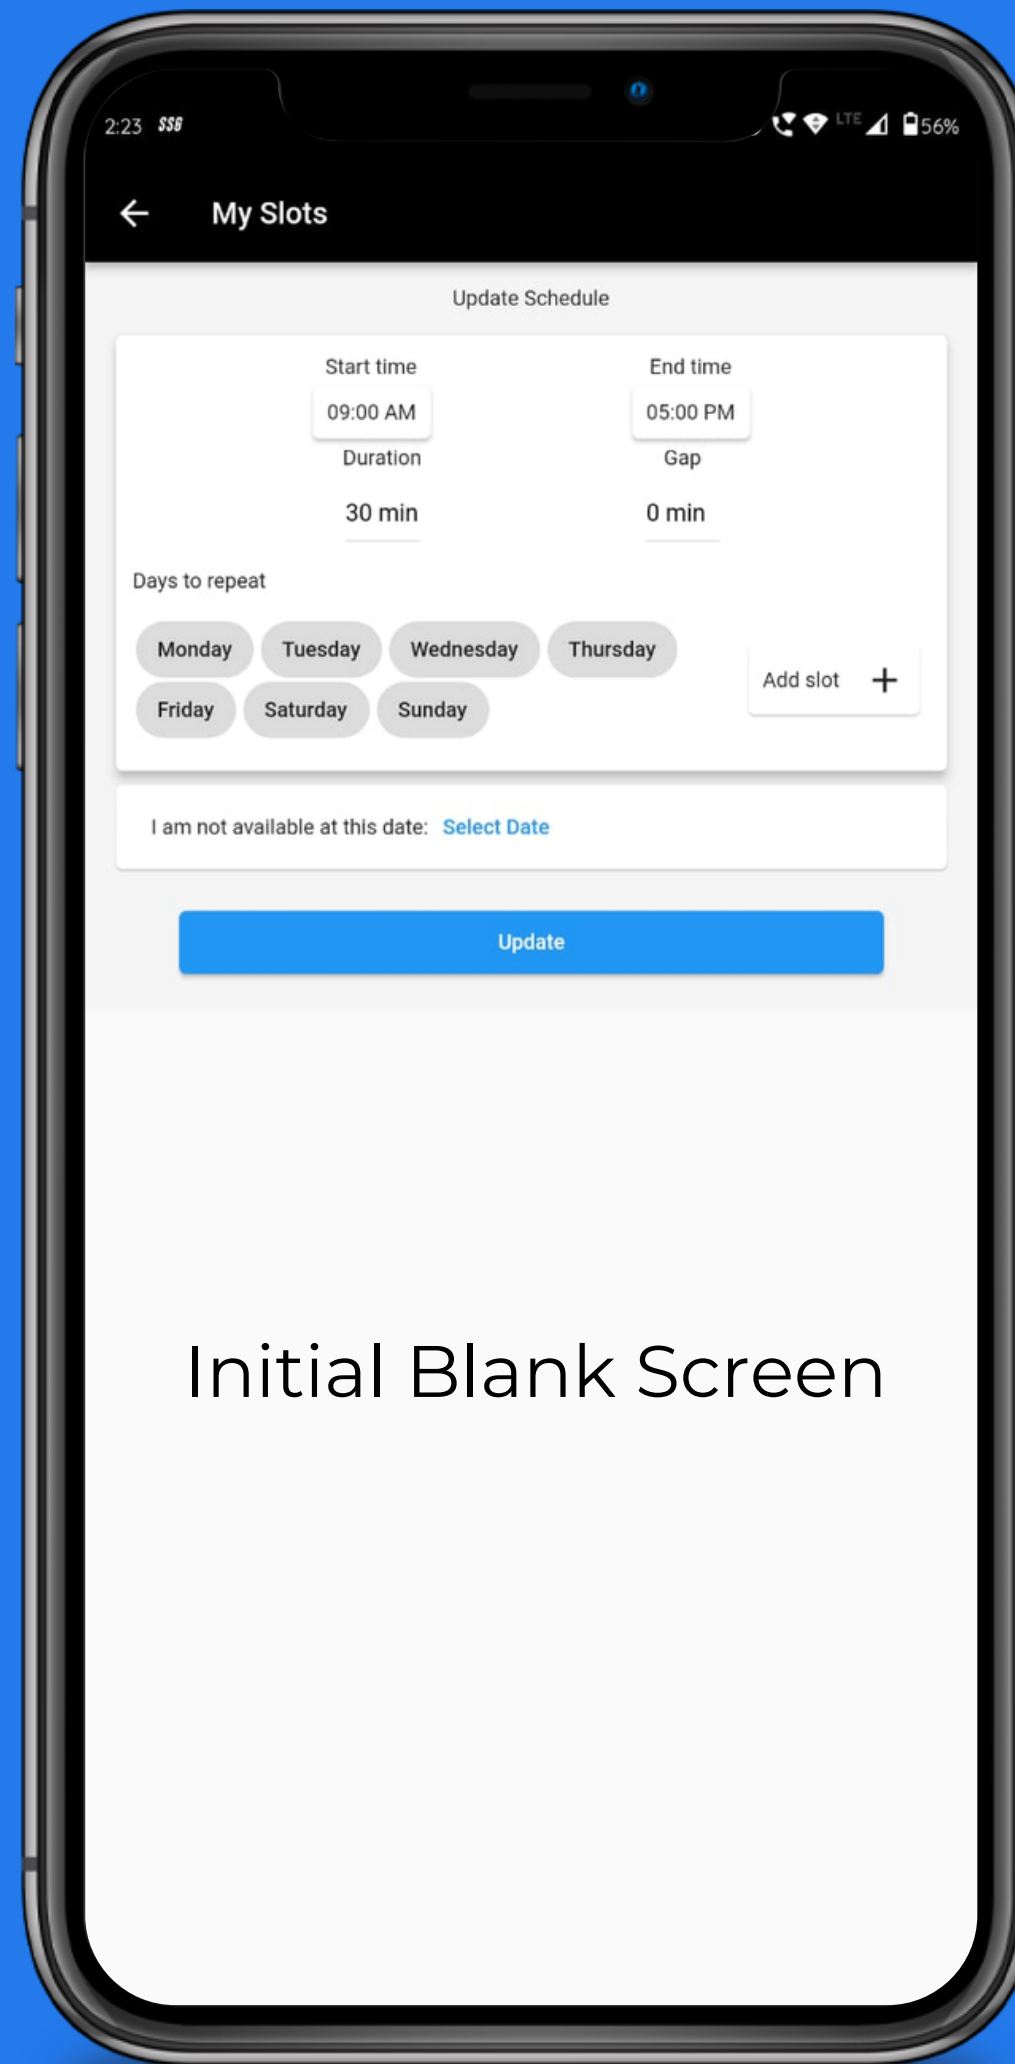 2:23 SSG LTE 56%
My Slots
Update Schedule
Start time End time
09:00 AM 05:00 PM
Duration Gap
30 min 0 min
Days to repeat
Monday Tuesday Wednesday Thursday
Friday Saturday Sunday
Add slot +
I am not available at this date: Select Date
Update
Initial Blank Screen